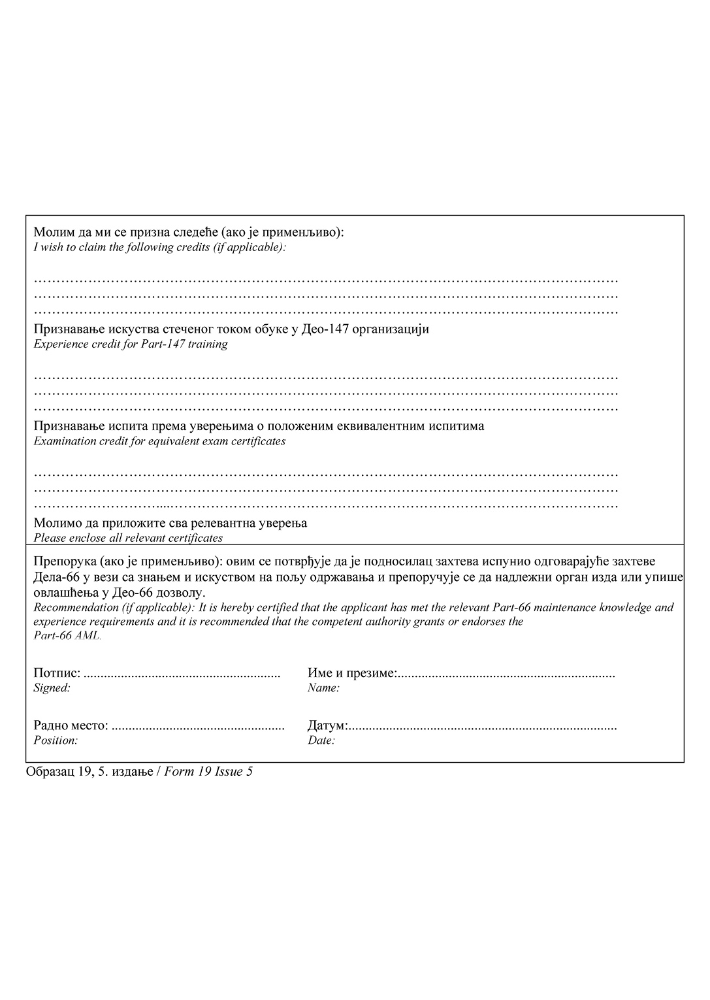 Молим да ми се призна следеће (ако је применљиво):
I wish to claim the following credits (if applicable):
………………………………………………………………………………………………………………
………………………………………………………………………………………………………………
………………………………………………………………………………………………………………
Признавање искуства стеченог током обуке у Део-147 организацији
Experience credit for Part-147 training
………………………………………………………………………………………………………………
………………………………………………………………………………………………………………
………………………………………………………………………………………………………………
Признавање испита према уверењима о положеним еквивалентним испитима
Examination credit for equivalent exam certificates
………………………………………………………………………………………………………………
………………………………………………………………………………………………………………
………………………....……………………………………………………………………………………
Молимо да приложите сва релевантна уверења
Please enclose all relevant certificates
Препорука (ако је применљиво): овим се потврђује да је подносилац захтева испунио одговарајуће захтеве
Дела-66 у вези са знањем и искуством на пољу одржавања и препоручује се да надлежни орган изда или упише
овлашћења у Део-66 дозволу.
Recommendation (if applicable): It is hereby certified that the applicant has met the relevant Part-66 maintenance knowledge and
experience requirements and it is recommended that the competent authority grants or endorses the
Part-66 AML.
Потпис: .......................................................... Име и презиме:................................................................
Signed: Name:
Радно место: ................................................... Датум:...............................................................................
Position: Date:
Образац 19, 5. издање / Form 19 Issue 5